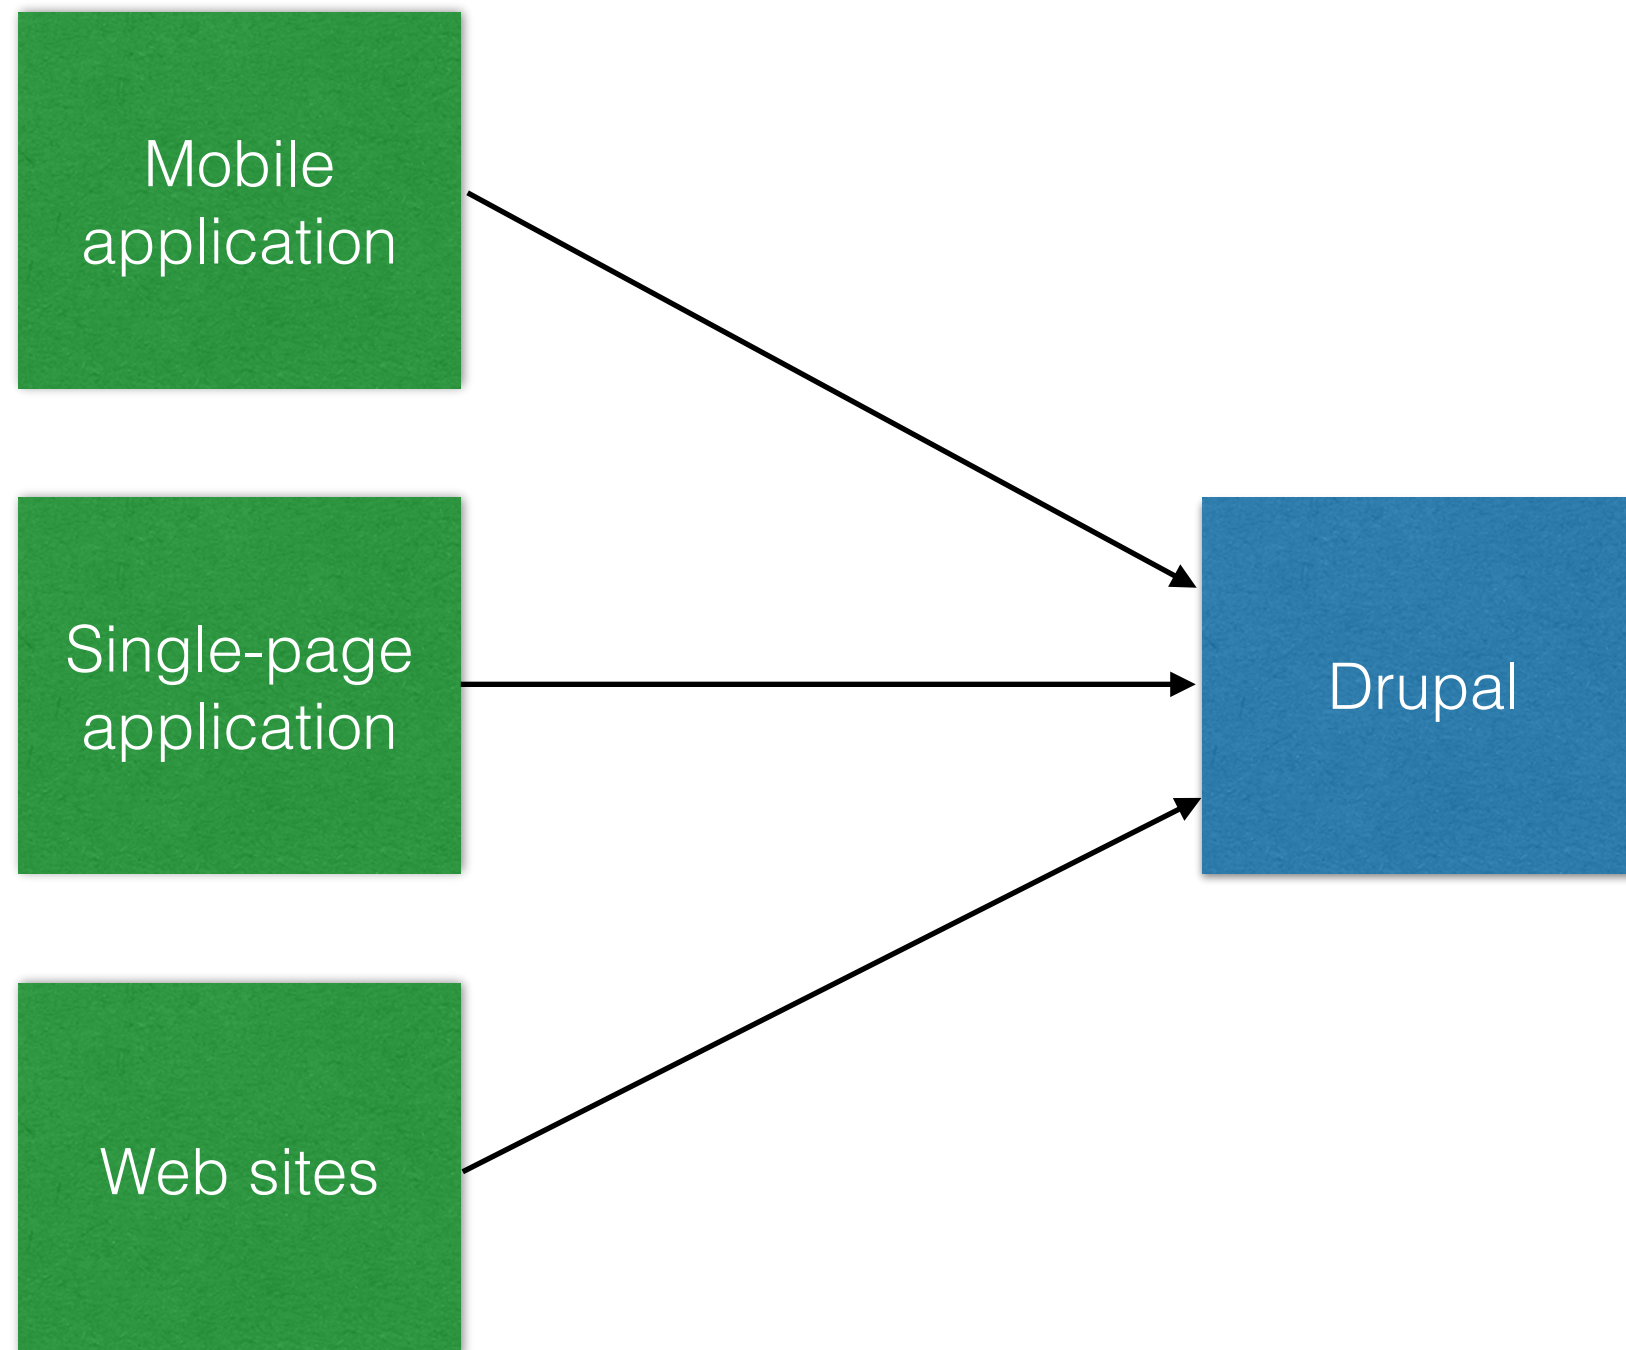 Mobile
application
Single-page
application
Drupal
Web sites